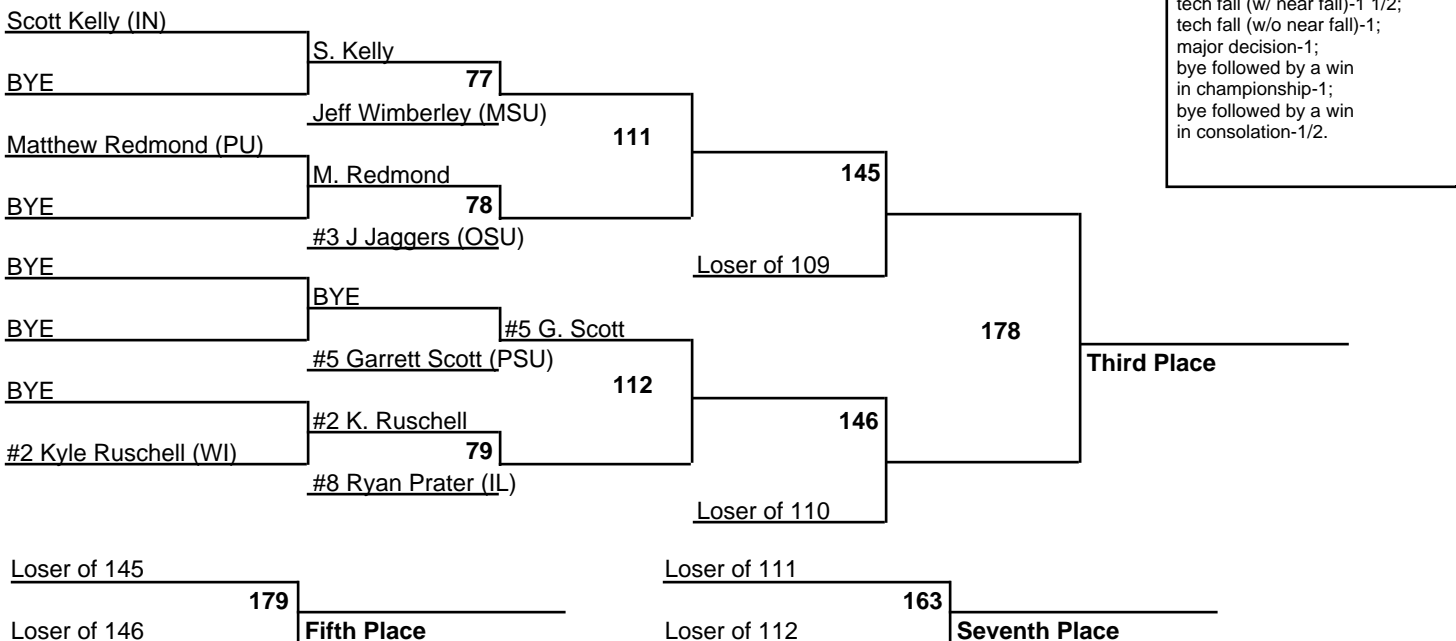 tech fall (w/ near fall)-1 1/2;
tech fall (w/o near fall)-1;
major decision-1;
bye followed by a win
in championship-1;
bye followed by a win
in consolation-1/2.
Scott Kelly (IN)
S. Kelly
77
BYE
Jeff Wimberley (MSU)
111
Matthew Redmond (PU)
M. Redmond
145
78
BYE
#3 J Jaggers (OSU)
Loser of 109
BYE
BYE
#5 G. Scott
178
BYE
#5 Garrett Scott (PSU)
Third Place
112
BYE
#2 K. Ruschell
146
79
#2 Kyle Ruschell (WI)
#8 Ryan Prater (IL)
Loser of 110
Loser of 145
179
Loser of 146
Fifth Place
Loser of 111
163
Loser of 112
Seventh Place